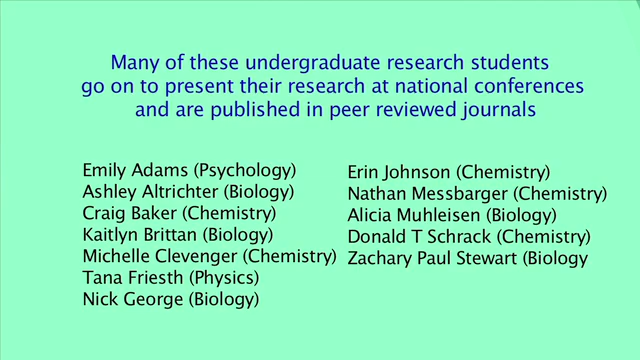 Many of these undergraduate research students
go on to present their research at national conferences
and are published in peer reviewed journals
Emily Adams (Psychology)
Ashley Altrichter (Biology)
Craig Baker (Chemistry)
Kaitlyn Brittan (Biology)
Michelle Clevenger (Chemistry)
Tana Friesth (Physics)
Nick George (Biology)
Erin Johnson (Chemistry)
Nathan Messbarger (Chemistry)
Alicia Muhleisen (Biology)
Donald T Schrack (Chemistry)
Zachary Paul Stewart (Biology